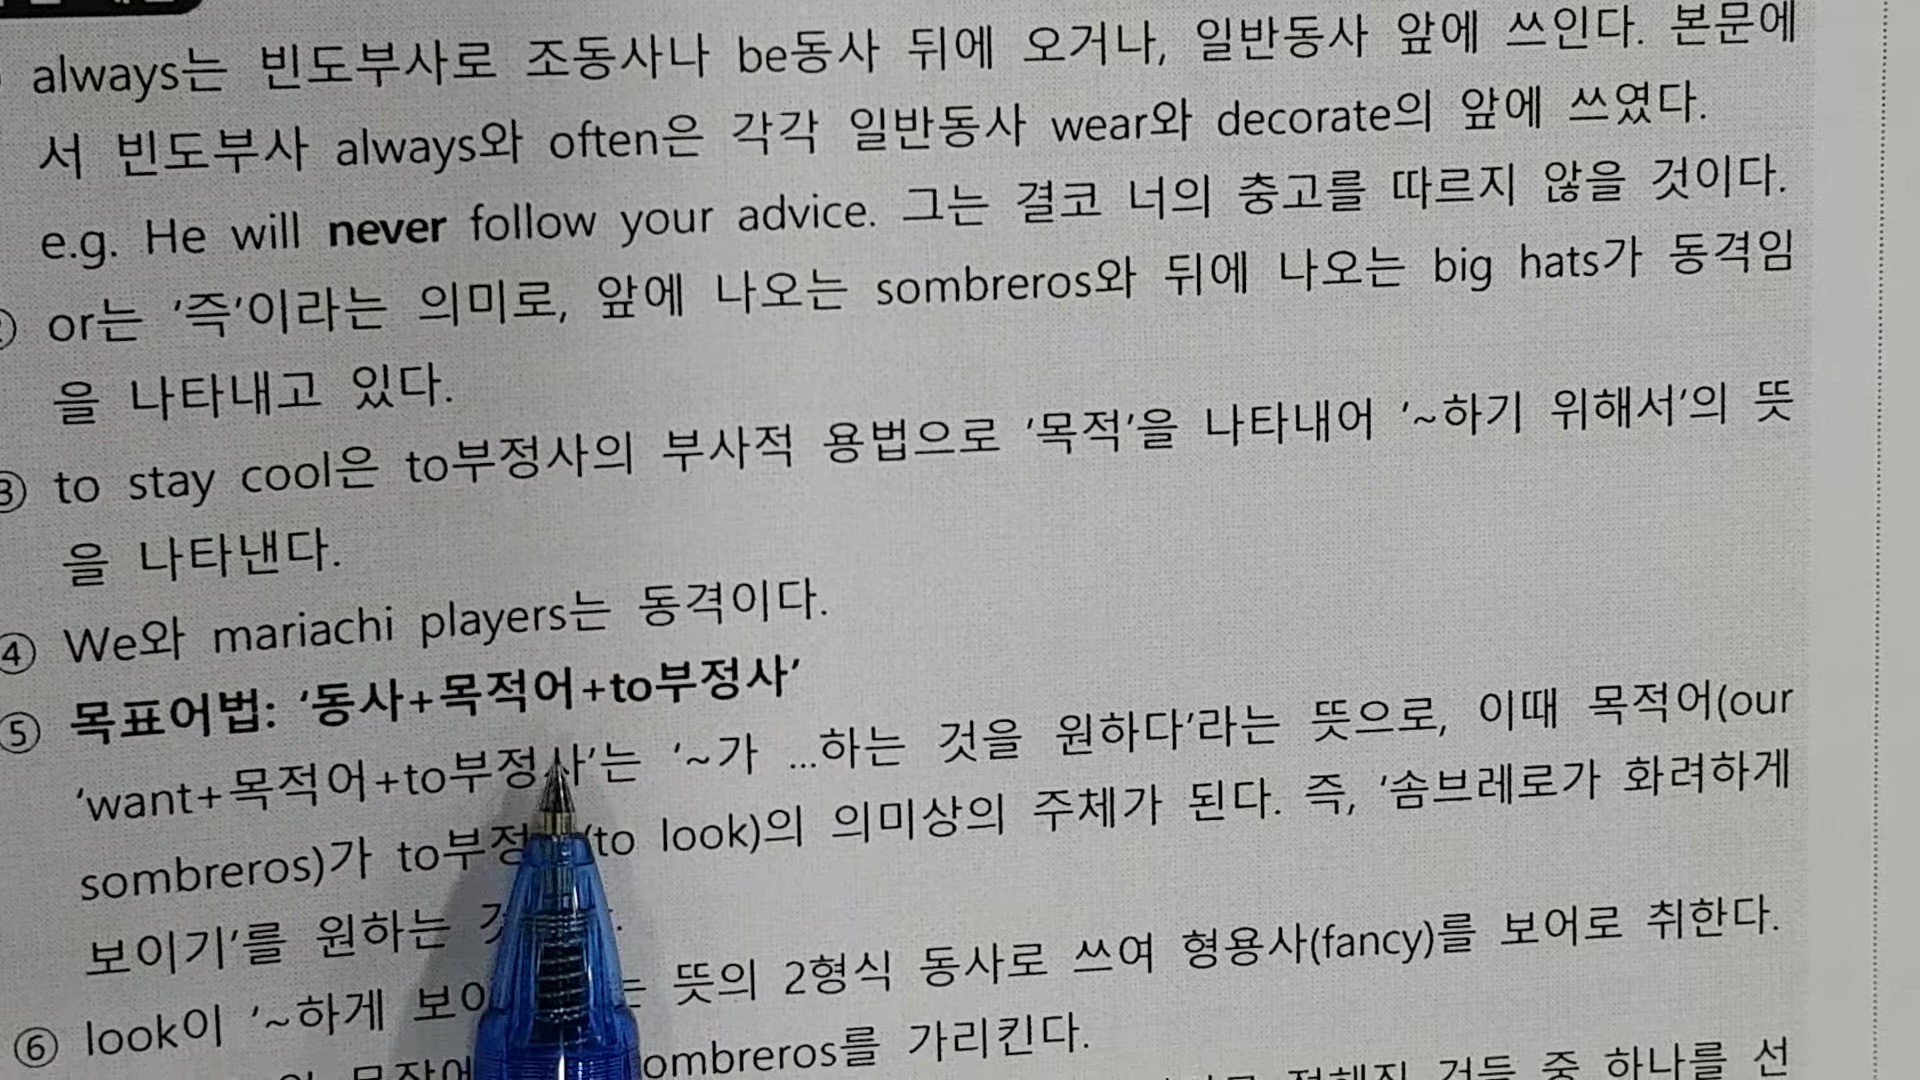 always는 빈도부사로 조동사나 be동사 뒤에 오거나, 일반동사 앞에 쓰인다. 본문에
서 빈도부사 always와 often은 각각 일반동사 wear와 decorate의 앞에 쓰였다.
e.g. He will never follow your advice. 그는 결코 너의 충고를 따르지 않을 것이다.
or는 '즉'이라는 의미로, 앞에 나오는 sombreros와 뒤에 나오는 big hats가 동격임
을 나타내고 있다.
③ to stay cool은 to부정사의 부사적 용법으로 '목적'을 나타내어 '~하기 위해서'의 뜻
을 나타낸다.
④ We와 mariachi players는 동격이다.
⑤ 목표어법: '동사+목적어+to부정사'
'want+목적어+to부정사'는 '~가 ...하는 것을 원하다'라는 뜻으로, 이때 목적어(our
sombreros)가 to부정 (to look)의 의미상의 주체가 된다. 즉, '솜브레로가 화려하게
보이기'를 원하는
⑥ look이 '~하게 보이 는 뜻의 2형식 동사로 쓰여 형용사(fancy)를 보어로 취한다.
ombreros를 가리킨다.
정해진 것들 중 하나를 선